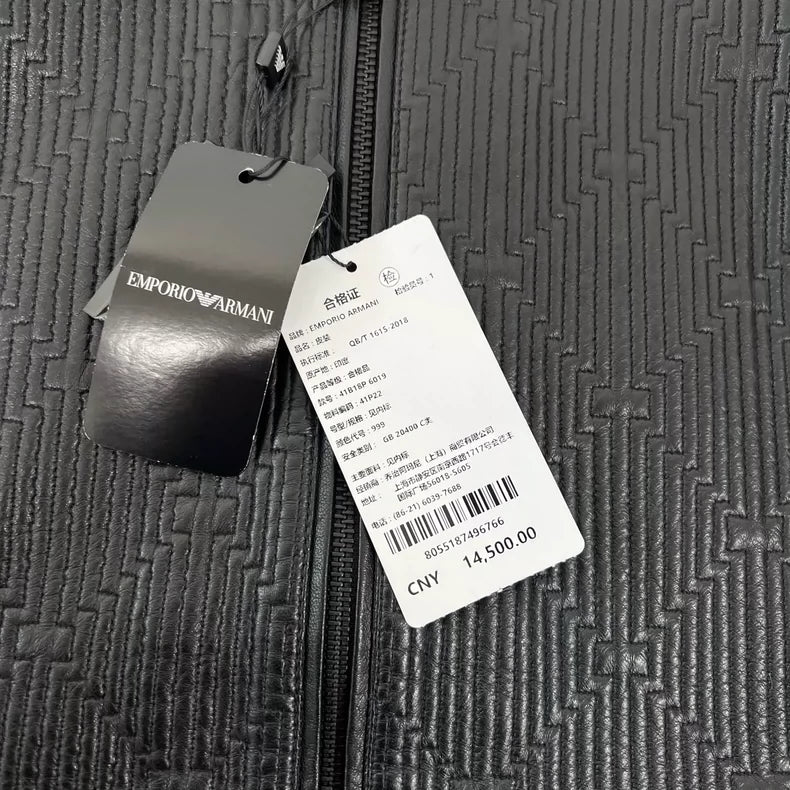 EMPORIO ARMANI
检
合格证
检验员号：1
品牌：EMPORIO ARMANI
品名：皮装
执行标准： QB/T 1615-2018
原产地：印度
产品等级：合格品
款号：41B18P 6019
物料编码：41P22
号型/规格：见内标
颜色代号：999
安全类别： GB 20400 C类
主要面料：见内标
经销商：乔治阿玛尼（上海）商贸有限公司
地址： 上海市静安区南京西路1717号会德丰
国际广场5601B-5605
电话：(86-21) 6039-7688
8055187496766
CNY 14,500.00